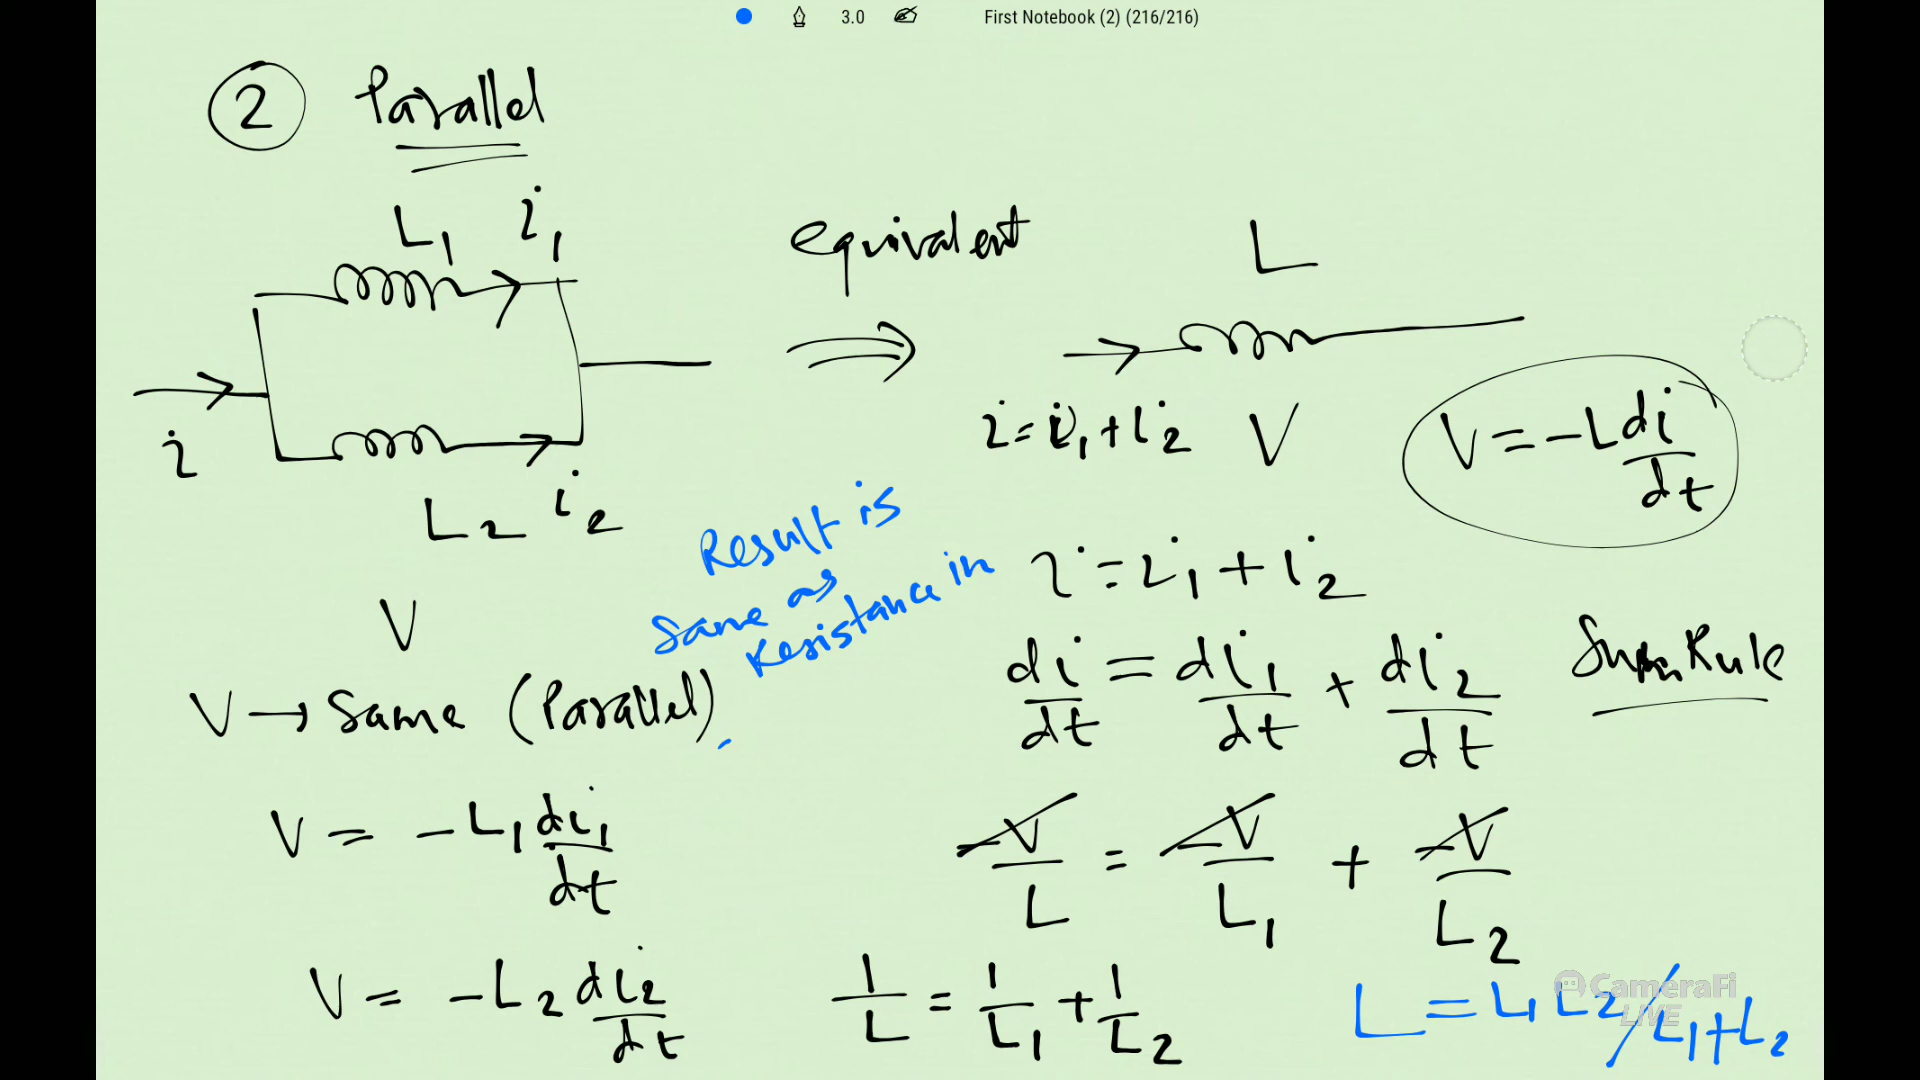 3.0 First Notebook (2) (216/216)
2 Parallel
L₁ i₁
equivalent
L
i
L₂ i₂
i = i₁ + i₂ V
V = -L di/dt
V
Result is
same as
resistance in
i = i₁ + i₂
V → Same (Parallel)
di/dt = di₁/dt + di₂/dt
Sum Rule
V = -L₁ di₁/dt
-V/L = -V/L₁ + -V/L₂
V = -L₂ di₂/dt
1/L = 1/L₁ + 1/L₂
L = L₁ L₂ / L₁ + L₂
CameraFi
LIVE